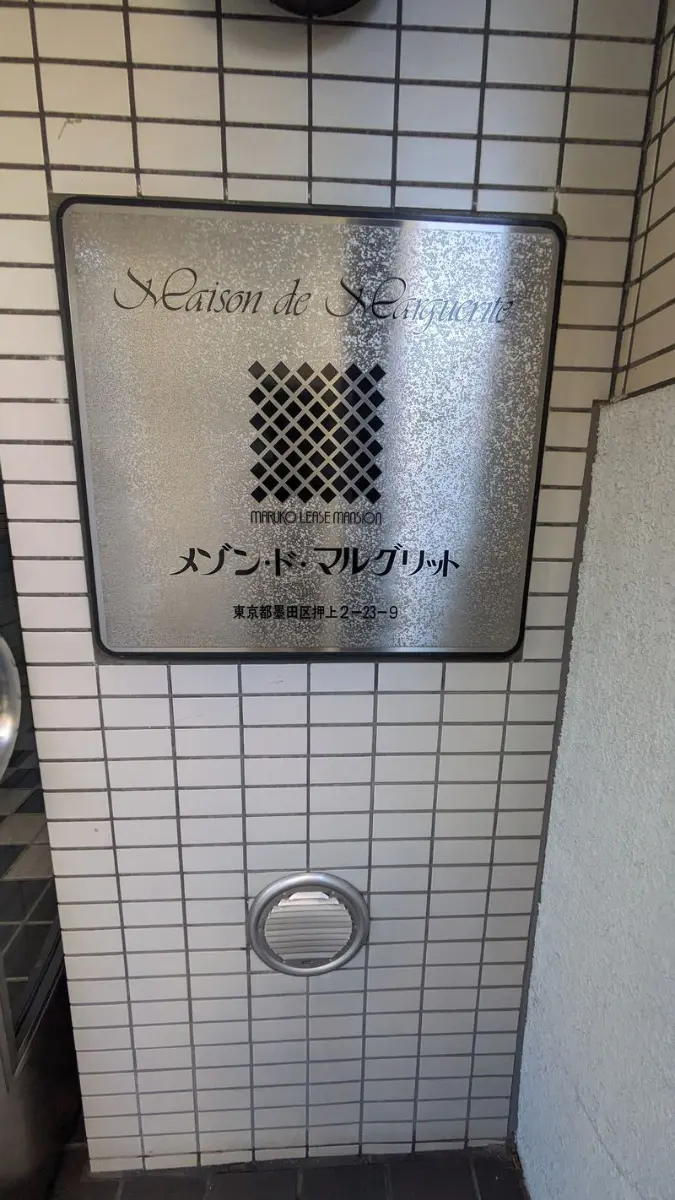 Maison de Marguerite
MARUKO LEASE MANSION
メゾン・ド・マルグリット
東京都墨田区押上2-23-9